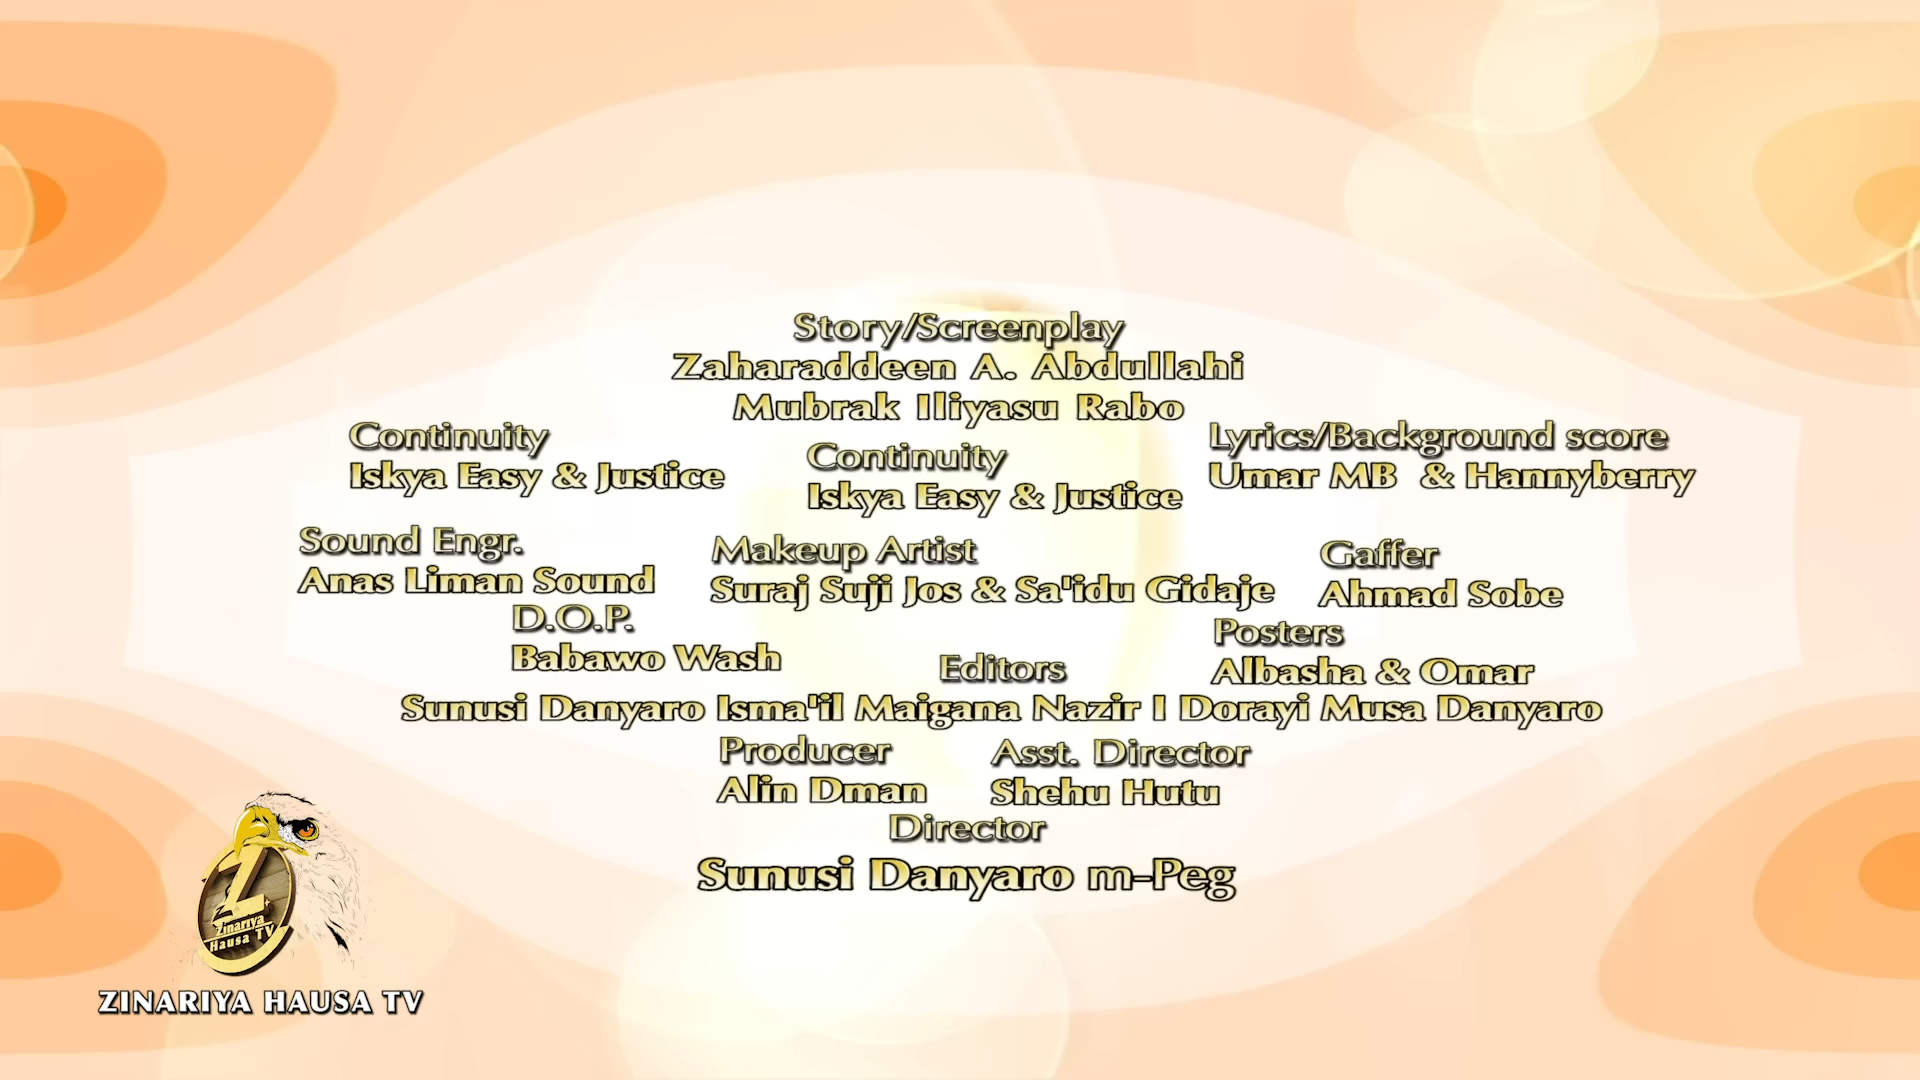 Story/Screenplay
Zaharaddeen A. Abdullahi
Mubrak Iliyasu Rabo
Continuity
Iskya Easy & Justice
Continuity
Iskya Easy & Justice
Lyrics/Background score
Umar MB & Hannyberry
Sound Engr.
Anas Liman Sound
Makeup Artist
Suraj Suji Jos & Sa'idu Gidaje
Gaffer
Ahmad Sobe
D.O.P.
Babawo Wash
Posters
Albasha & Omar
Editors
Sunusi Danyaro Isma'il Maigana Nazir I Dorayi Musa Danyaro
Producer
Alin Dman
Asst. Director
Shehu Hutu
Director
Sunusi Danyaro m-Peg
Z
Zinariya
Hausa TV
ZINARIYA HAUSA TV